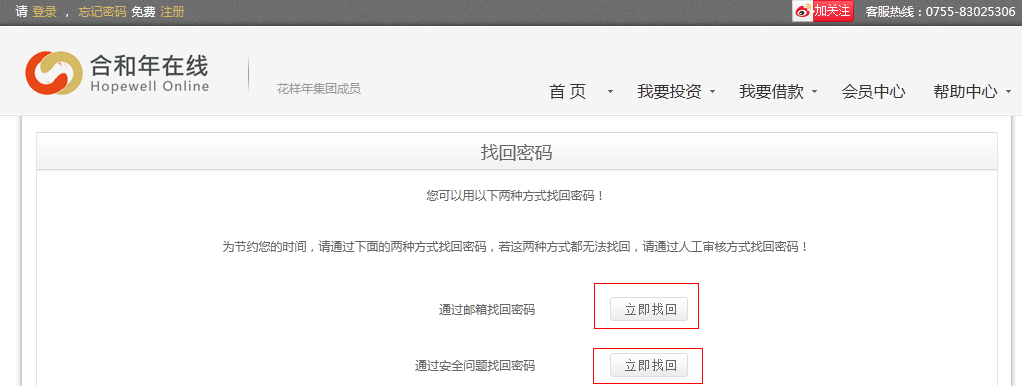 请 登录 ， 忘记密码 免费 注册
加关注 客服热线：0755-83025306
合和年在线
Hopewell Online
花样年集团成员
首 页 我要投资 我要借款 会员中心 帮助中心
找回密码
您可以用以下两种方式找回密码！
为节约您的时间，请通过下面的两种方式找回密码，若这两种方式都无法找回，请通过人工审核方式找回密码！
通过邮箱找回密码 立即找回
通过安全问题找回密码 立即找回